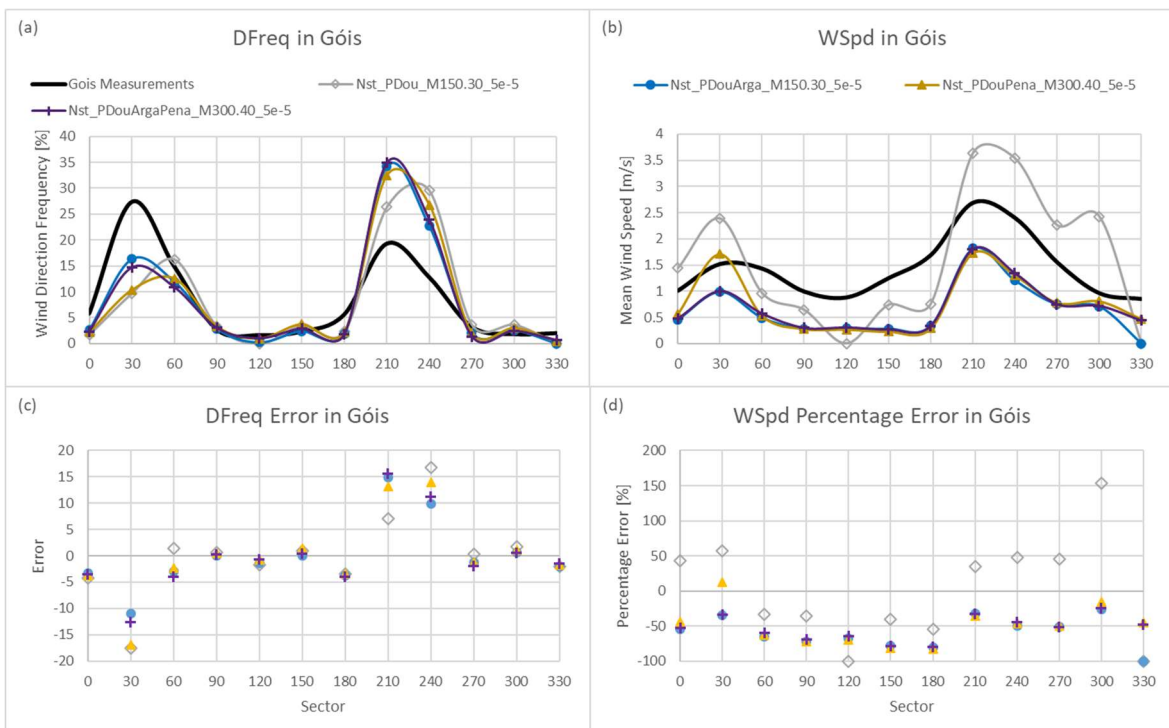 (a)
DFreq in Góis
Gois Measurements
Nst_PDou_M150.30_5e-5
Nst_PDouArgaPena_M300.40_5e-5
Wind Direction Frequency [%]
40
35
30
25
20
15
10
5
0
0 30 60 90 120 150 180 210 240 270 300 330
(b)
WSpd in Góis
Nst_PDouArga_M150.30_5e-5
Nst_PDouPena_M300.40_5e-5
Mean Wind Speed [m/s]
4
3.5
3
2.5
2
1.5
1
0.5
0
0 30 60 90 120 150 180 210 240 270 300 330
(c)
DFreq Error in Góis
Error
20
15
10
5
0
-5
-10
-15
-20
0 30 60 90 120 150 180 210 240 270 300 330
Sector
(d)
WSpd Percentage Error in Góis
Percentage Error [%]
200
150
100
50
0
-50
-100
0 30 60 90 120 150 180 210 240 270 300 330
Sector